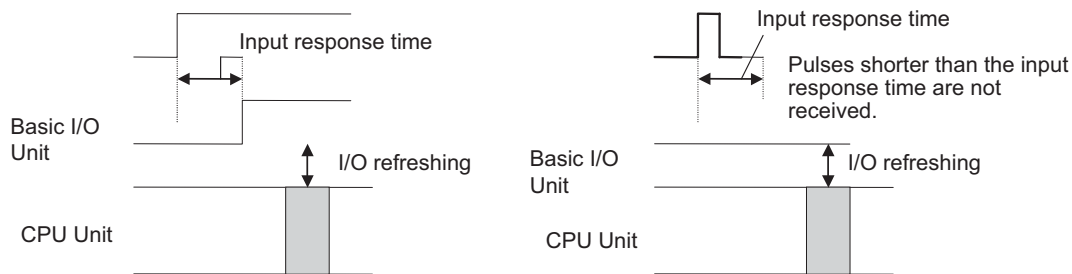 Input response time
Basic I/O
Unit
I/O refreshing
CPU Unit
Input response time
Pulses shorter than the input
response time are not
received.
Basic I/O
Unit
I/O refreshing
CPU Unit